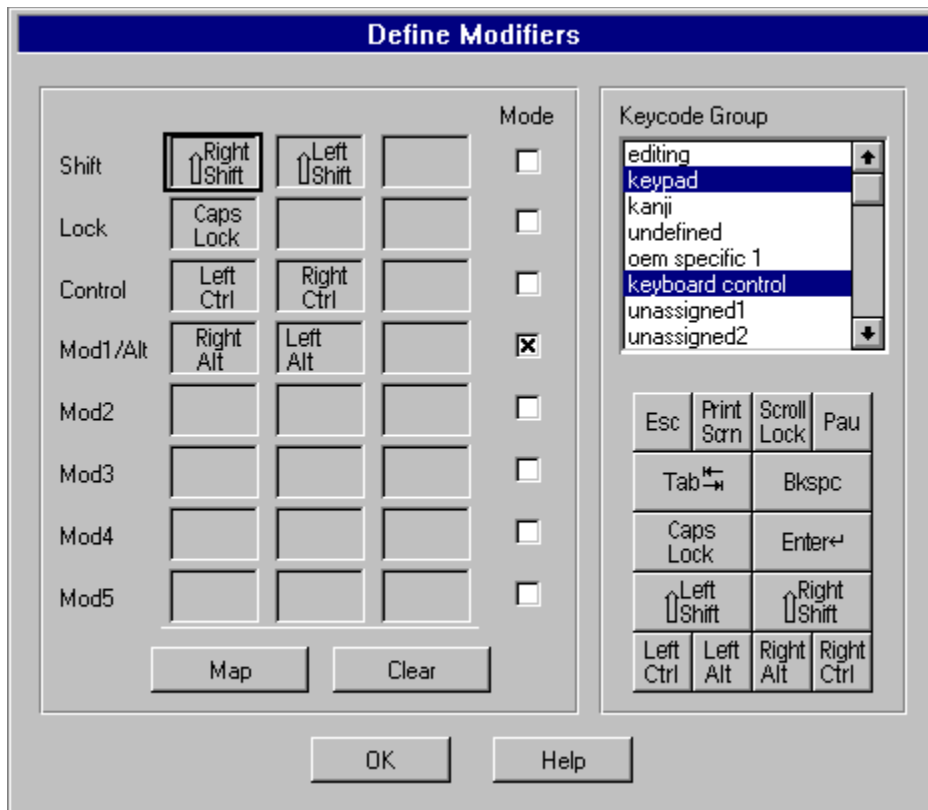 Define Modifiers
Mode
Shift
Right
Shift
Left
Shift
Lock
Caps
Lock
Control
Left
Ctrl
Right
Ctrl
Mod1/Alt
Right
Alt
Left
Alt
Mod2
Mod3
Mod4
Mod5
Map
Clear
Keycode Group
editing
keypad
kanji
undefined
oem specific 1
keyboard control
unassigned1
unassigned2
Esc
Print
Scrn
Scroll
Lock
Pau
Tab
Bkspc
Caps
Lock
Enter↵
Left
Shift
Right
Shift
Left
Ctrl
Left
Alt
Right
Alt
Right
Ctrl
OK
Help